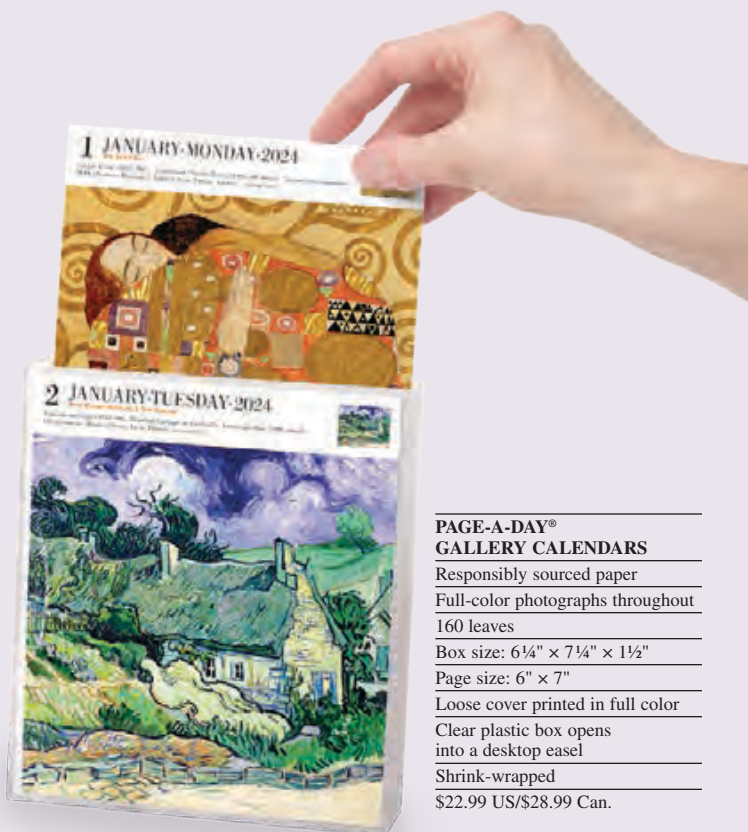 1 JANUARY·MONDAY·2024
2 JANUARY·TUESDAY·2024
PAGE-A-DAY®
GALLERY CALENDARS
Responsibly sourced paper
Full-color photographs throughout
160 leaves
Box size: 6¼" × 7¼" × 1½"
Page size: 6" × 7"
Loose cover printed in full color
Clear plastic box opens
into a desktop easel
Shrink-wrapped
$22.99 US/$28.99 Can.